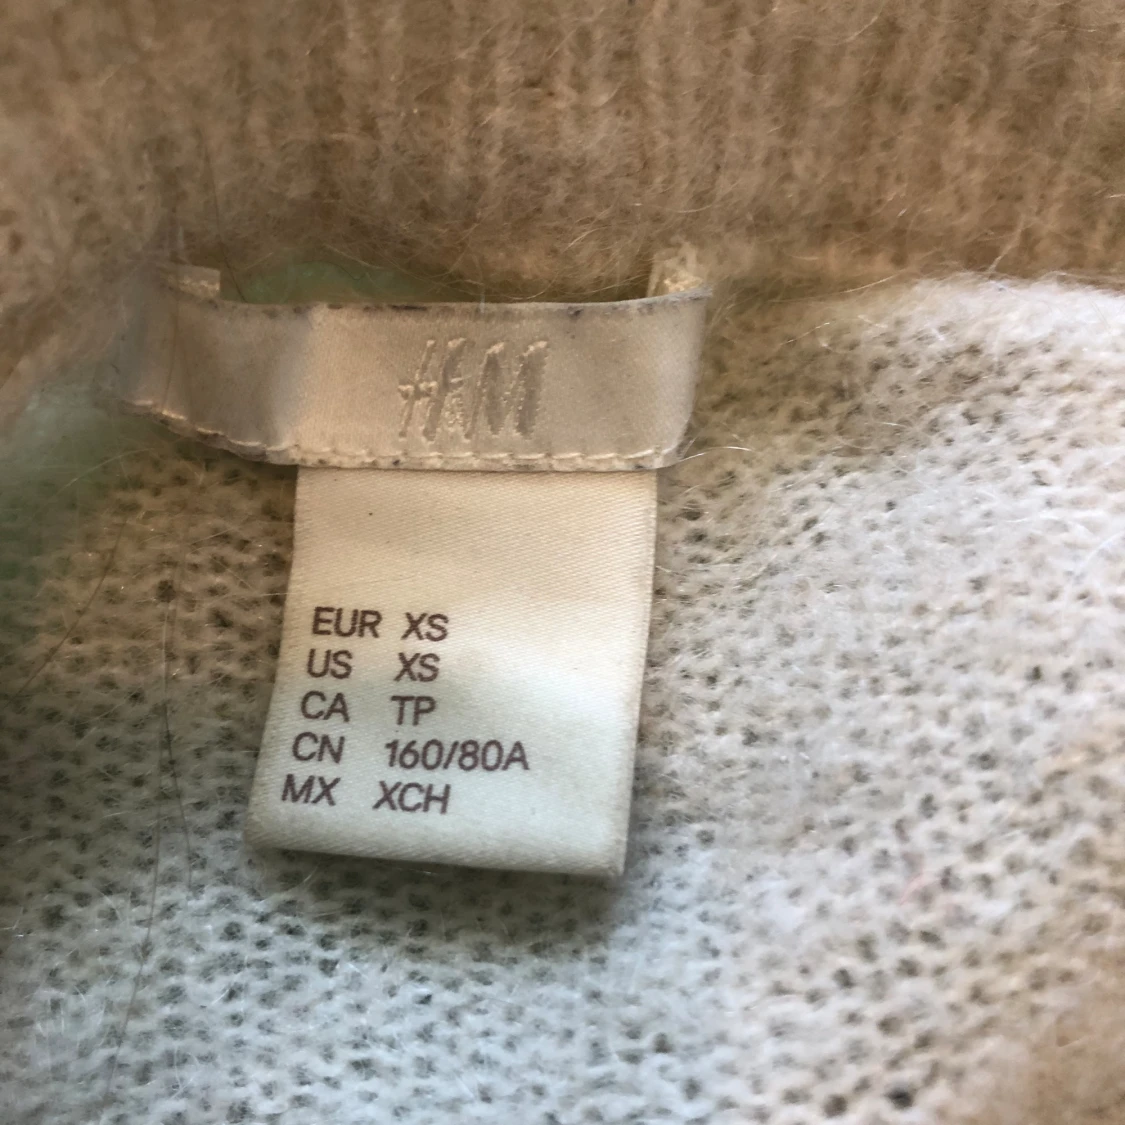 H&M
EUR XS
US XS
CA TP
CN 160/80A
MX XCH